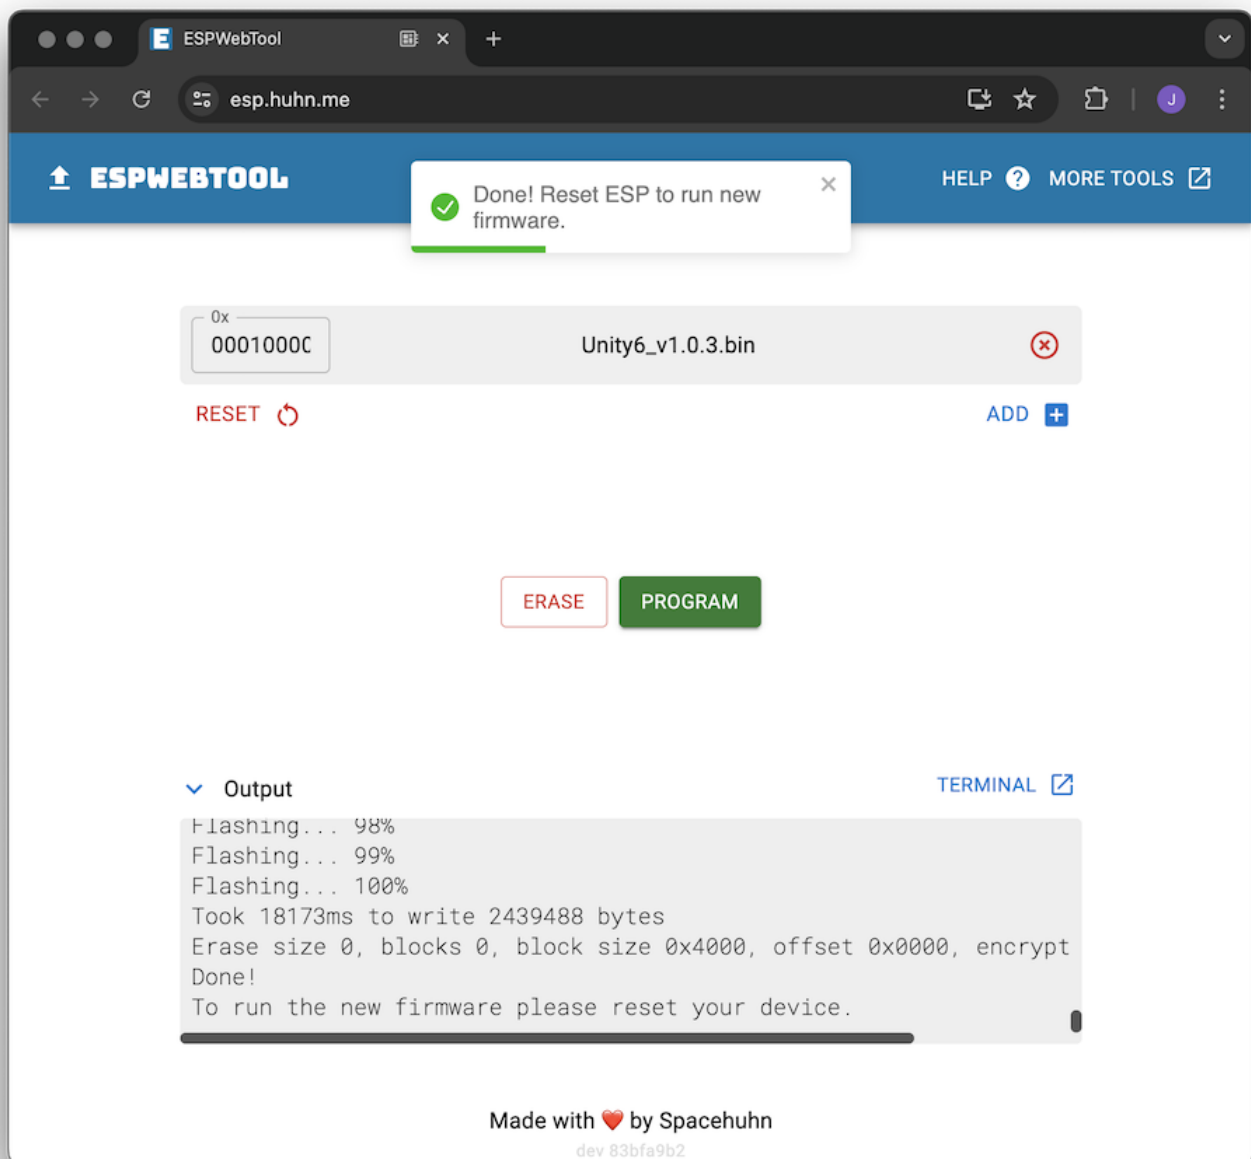 ESPWebTool
esp.huhn.me
J
ESPWEBTOOL
Done! Reset ESP to run new
firmware.
HELP
MORE TOOLS
0x
0001000C
Unity6_v1.0.3.bin
RESET
ADD
ERASE
PROGRAM
Output
TERMINAL
Flashing... 98%
Flashing... 99%
Flashing... 100%
Took 18173ms to write 2439488 bytes
Erase size 0, blocks 0, block size 0x4000, offset 0x0000, encrypt
Done!
To run the new firmware please reset your device.
Made with ❤️ by Spacehuhn
dev 83bfa9b2